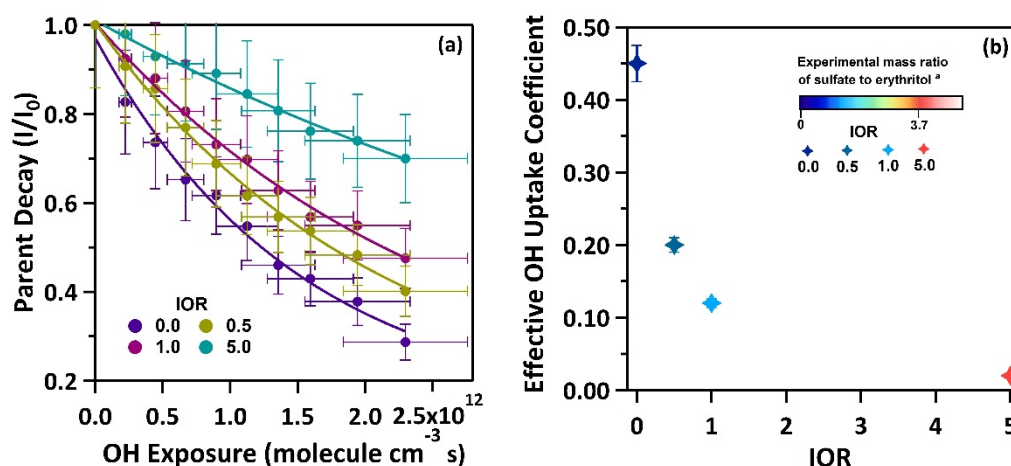 (a)
Parent Decay (I/I0)
1.0
0.8
0.6
0.4
0.2
IOR
0.0 0.5
1.0 5.0
0.0 0.5 1.0 1.5 2.0 2.5x10^12
OH Exposure (molecule cm^-3 s)
(b)
Effective OH Uptake Coefficient
0.50
0.40
0.30
0.20
0.10
0.00
Experimental mass ratio
of sulfate to erythritol a
0 3.7
IOR
0.0 0.5 1.0 5.0
0 1 2 3 4 5
IOR